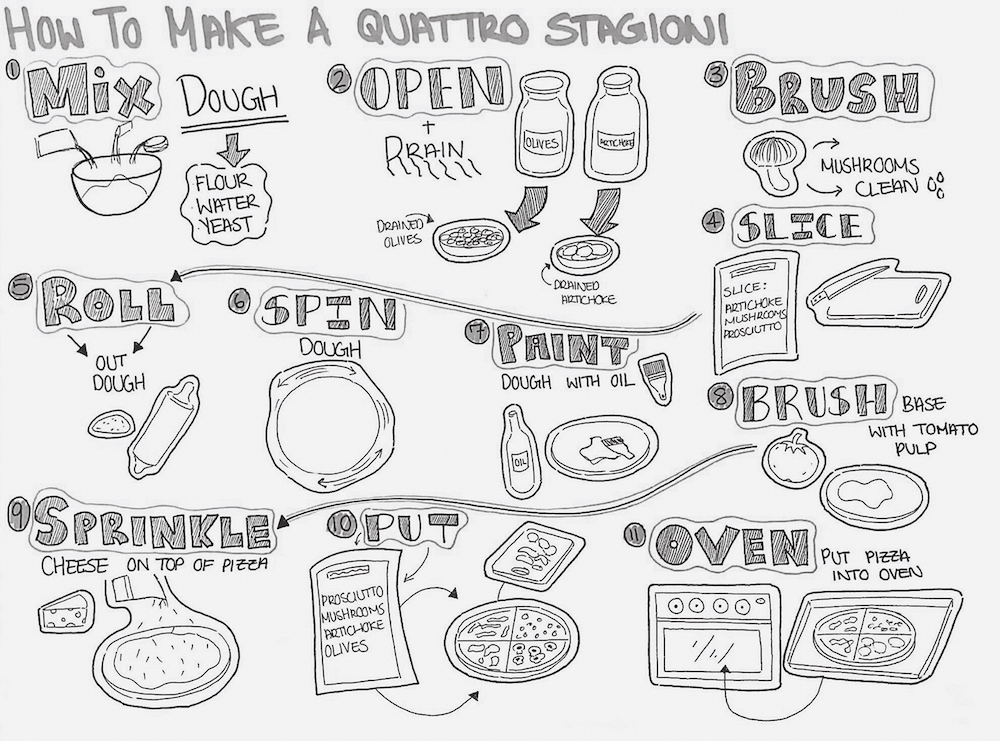 HOW TO MAKE A QUATTRO STAGIONI
1 MIX DOUGH
FLOUR
WATER
YEAST
2 OPEN
+
DRAIN
OLIVES
ARTICHOKE
DRAINED
OLIVES
DRAINED
ARTICHOKE
3 BRUSH
MUSHROOMS
CLEAN
4 SLICE
SLICE:
ARTICHOKE
MUSHROOMS
PROSCIUTTO
5 ROLL
OUT
DOUGH
6 SPIN
DOUGH
7 PAINT
DOUGH WITH OIL
OIL
8 BRUSH BASE
WITH TOMATO
PULP
9 SPRINKLE
CHEESE ON TOP OF PIZZA
10 PUT
PROSCIUTTO
MUSHROOMS
ARTICHOKE
OLIVES
11 OVEN PUT PIZZA
INTO OVEN